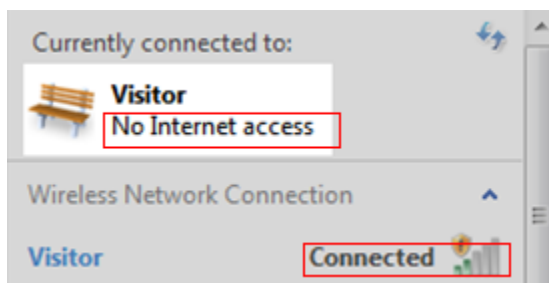 Currently connected to:
Visitor
No Internet access
Wireless Network Connection
Visitor Connected